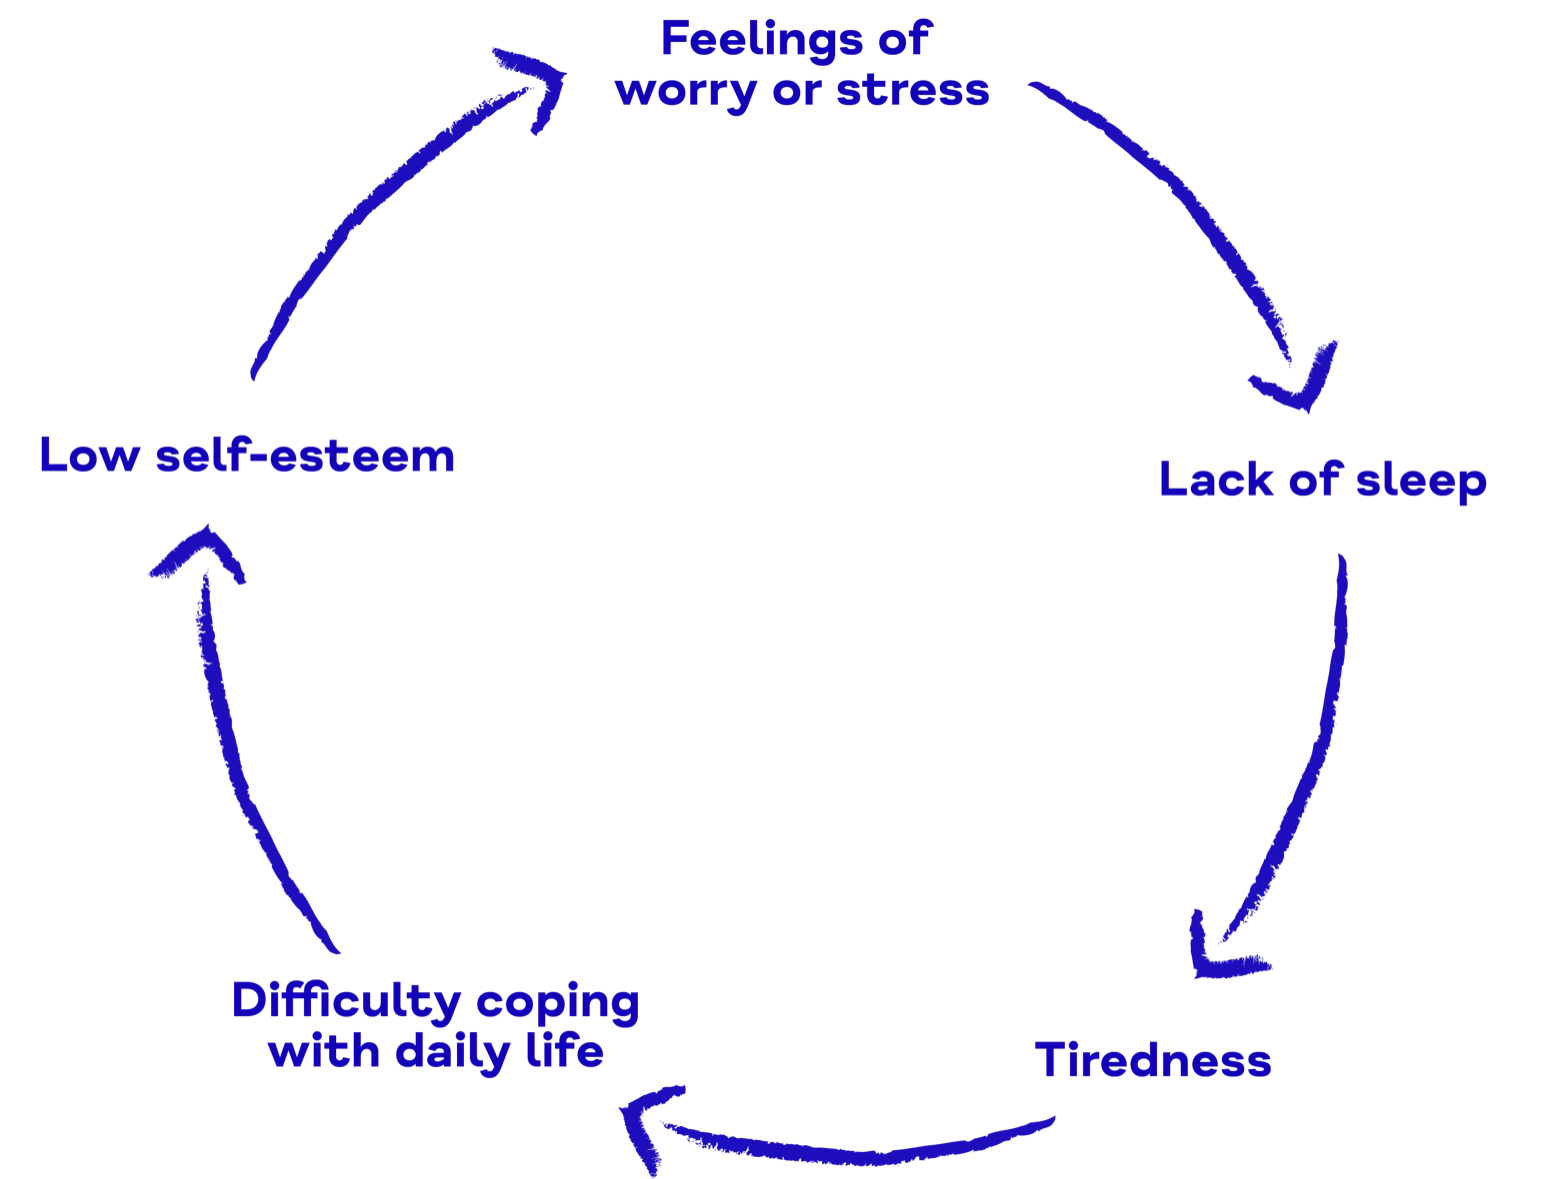 Feelings of
worry or stress
Lack of sleep
Tiredness
Difficulty coping
with daily life
Low self-esteem